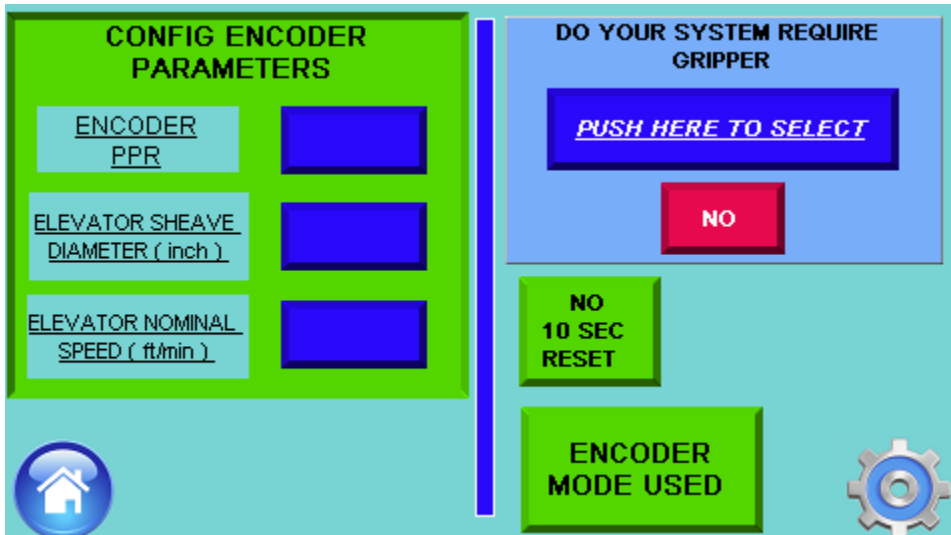 CONFIG ENCODER
PARAMETERS
ENCODER
PPR
ELEVATOR SHEAVE
DIAMETER ( inch )
ELEVATOR NOMINAL
SPEED ( ft/min )
DO YOUR SYSTEM REQUIRE
GRIPPER
PUSH HERE TO SELECT
NO
NO
10 SEC
RESET
ENCODER
MODE USED